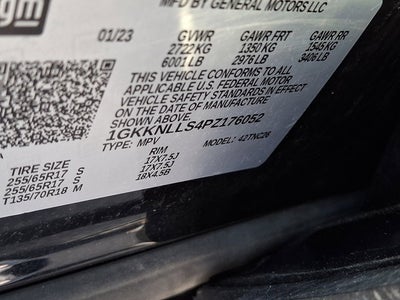 gm
MFD BY GENERAL MOTORS LLC
01/23 GVWR GAWR FRT GAWR RR
2722 KG 1350 KG 1545 KG
6001 LB 2976 LB 3406 LB
THIS VEHICLE CONFORMS TO ALL
APPLICABLE U.S. FEDERAL MOTOR
VEHICLE SAFETY STANDARDS IN EFFECT
ON THE DATE OF MANUFACTURE
SHOWN ABOVE.
1GKKNLLS4PZ176052
TYPE: MPV MODEL: 42TNC26
TIRE SIZE RIM
255/65R17 S 17X7.5J
255/65R17 S 17X7.5J
T135/70R18 M 18X4.5B